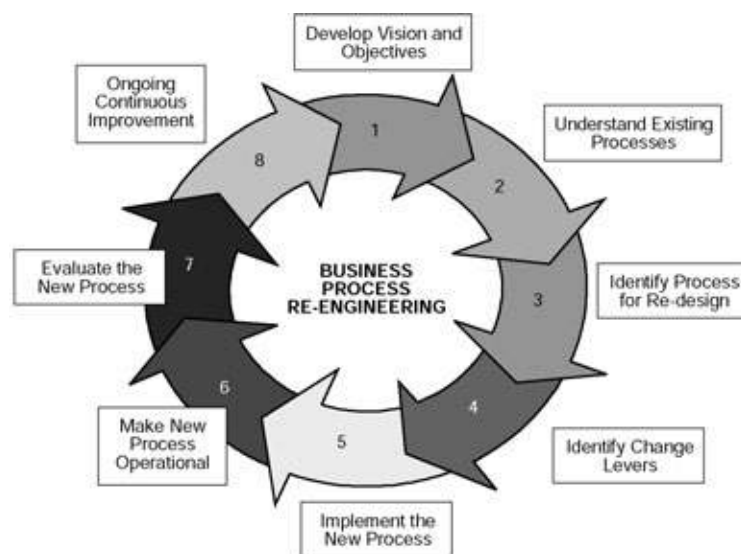 Develop Vision and
Objectives
1
Understand Existing
Processes
2
Identify Process
for Re-design
3
Identify Change
Levers
4
Implement the
New Process
5
Make New
Process
Operational
6
Evaluate the
New Process
7
Ongoing
Continuous
Improvement
8
BUSINESS
PROCESS
RE-ENGINEERING